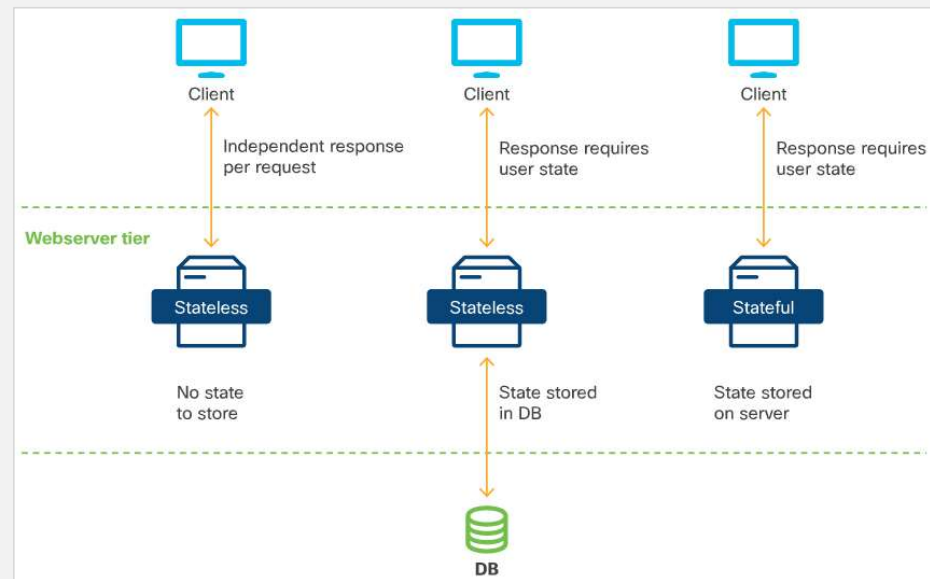 Client
Client
Client
Independent response
per request
Response requires
user state
Response requires
user state
Webserver tier
Stateless
Stateless
Stateful
No state
to store
State stored
in DB
State stored
on server
DB